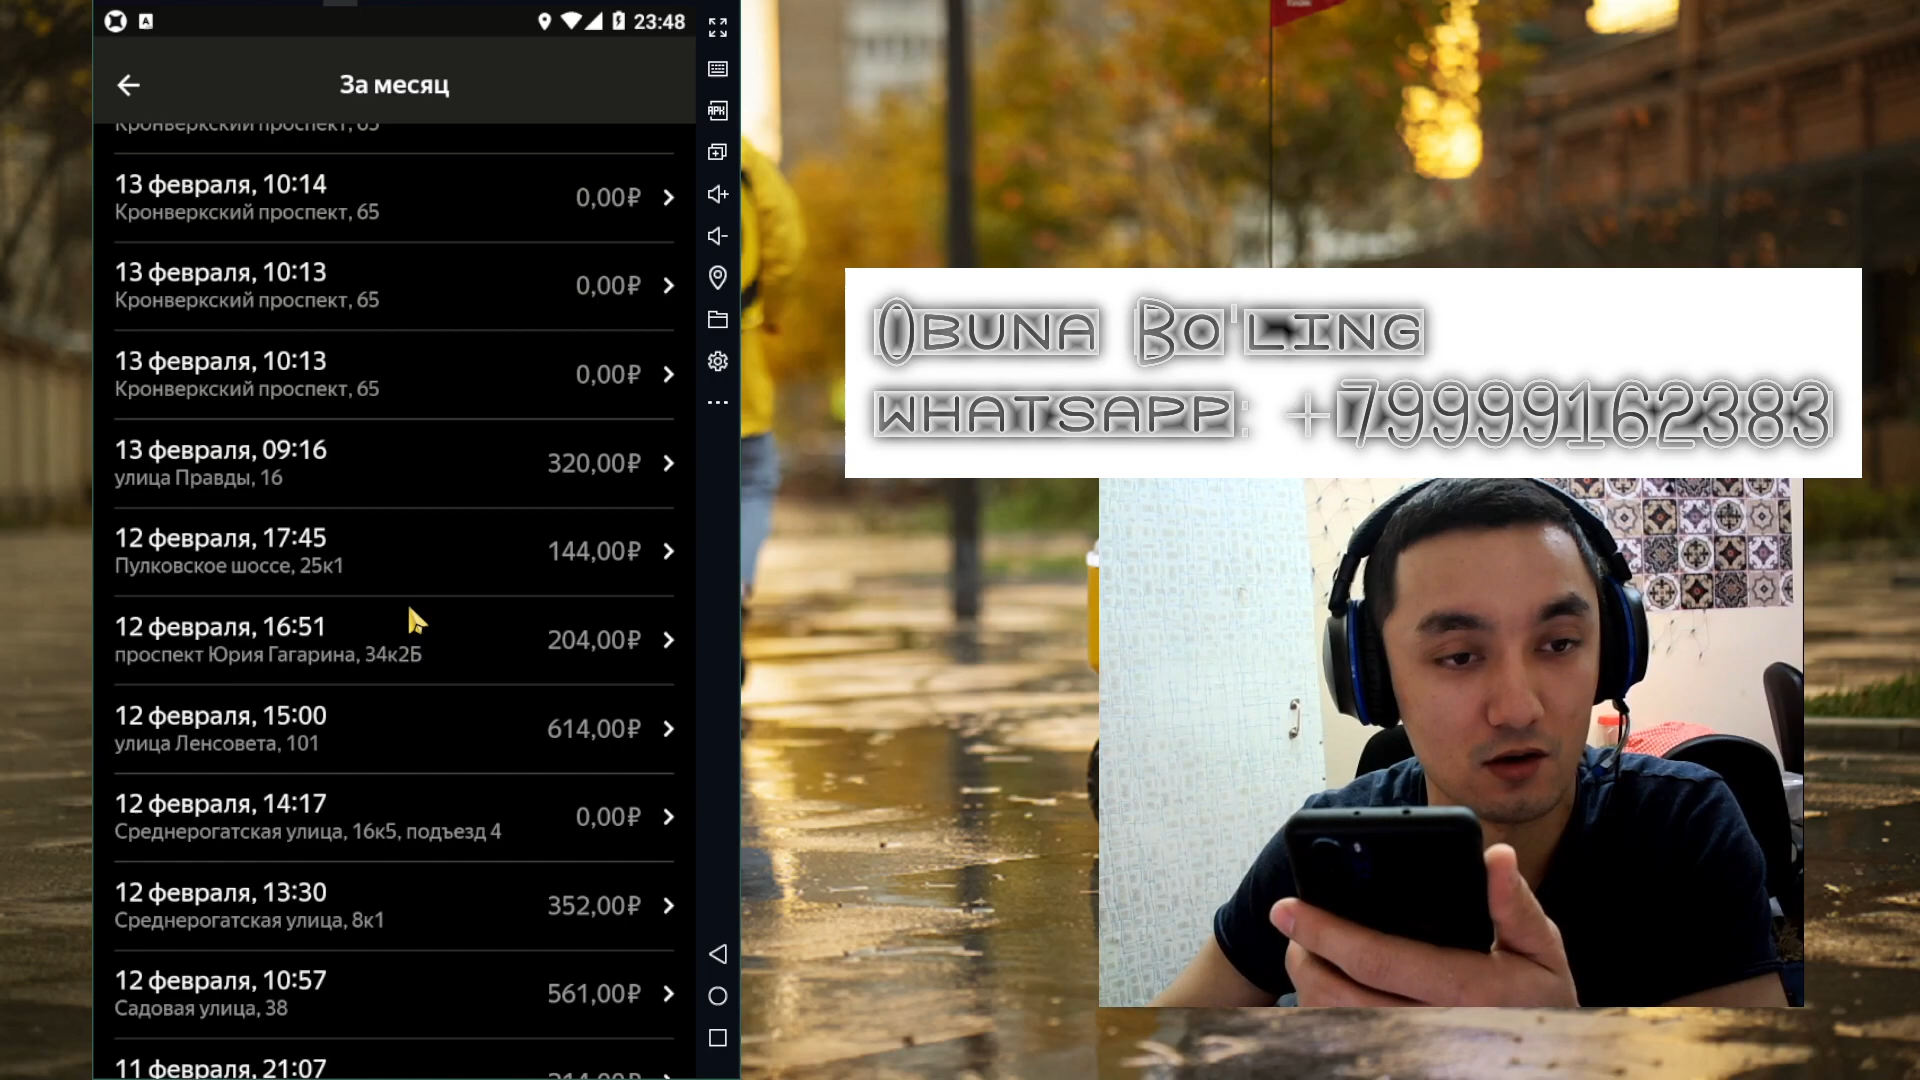 23:48
За месяц
Кронверкский проспект, 65
13 февраля, 10:14
0,00₽
Кронверкский проспект, 65
13 февраля, 10:13
0,00₽
Кронверкский проспект, 65
13 февраля, 10:13
0,00₽
Кронверкский проспект, 65
13 февраля, 09:16
320,00₽
улица Правды, 16
12 февраля, 17:45
144,00₽
Пулковское шоссе, 25к1
12 февраля, 16:51
204,00₽
проспект Юрия Гагарина, 34к2Б
12 февраля, 15:00
614,00₽
улица Ленсовета, 101
12 февраля, 14:17
0,00₽
Среднерогатская улица, 16к5, подъезд 4
12 февраля, 13:30
352,00₽
Среднерогатская улица, 8к1
12 февраля, 10:57
561,00₽
Садовая улица, 38
11 февраля, 21:07
APK
Obuna Bo'ling
whatsapp: +79999162383